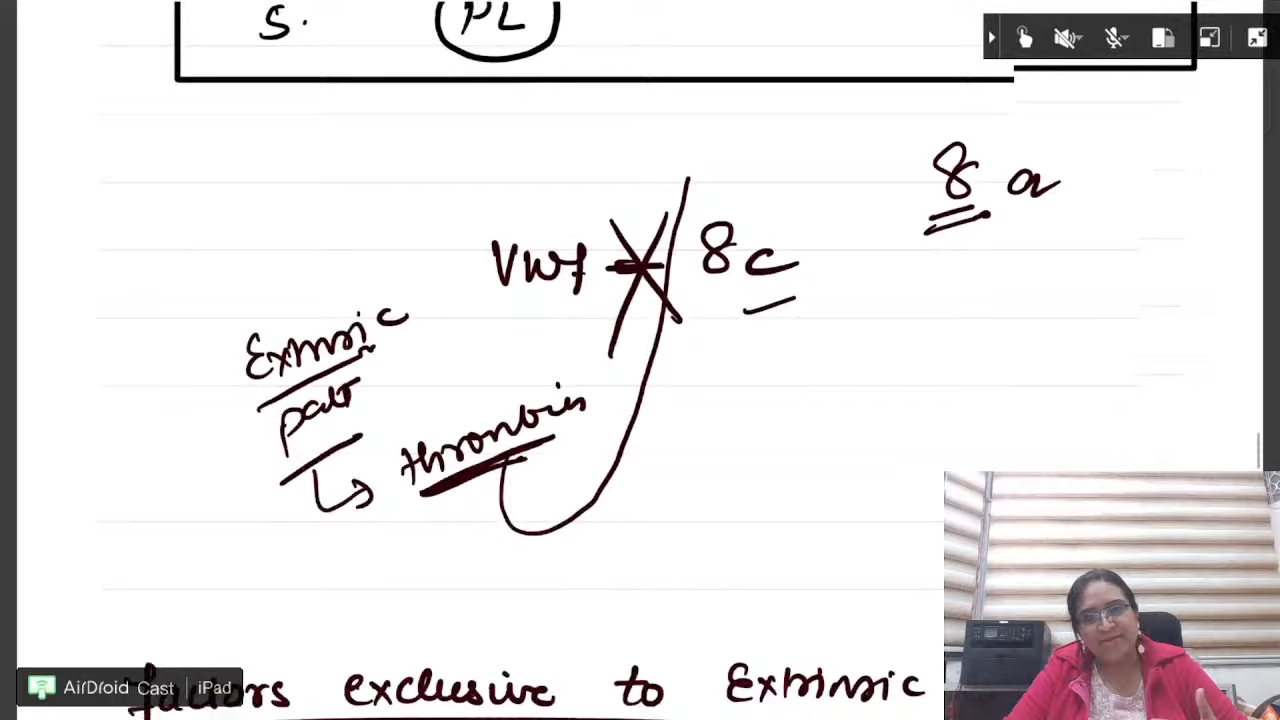 S. PL
8 a
Vwf 8c
Extrinsic
path
thrombin
factors exclusive to Extrinsic
AirDroid Cast iPad